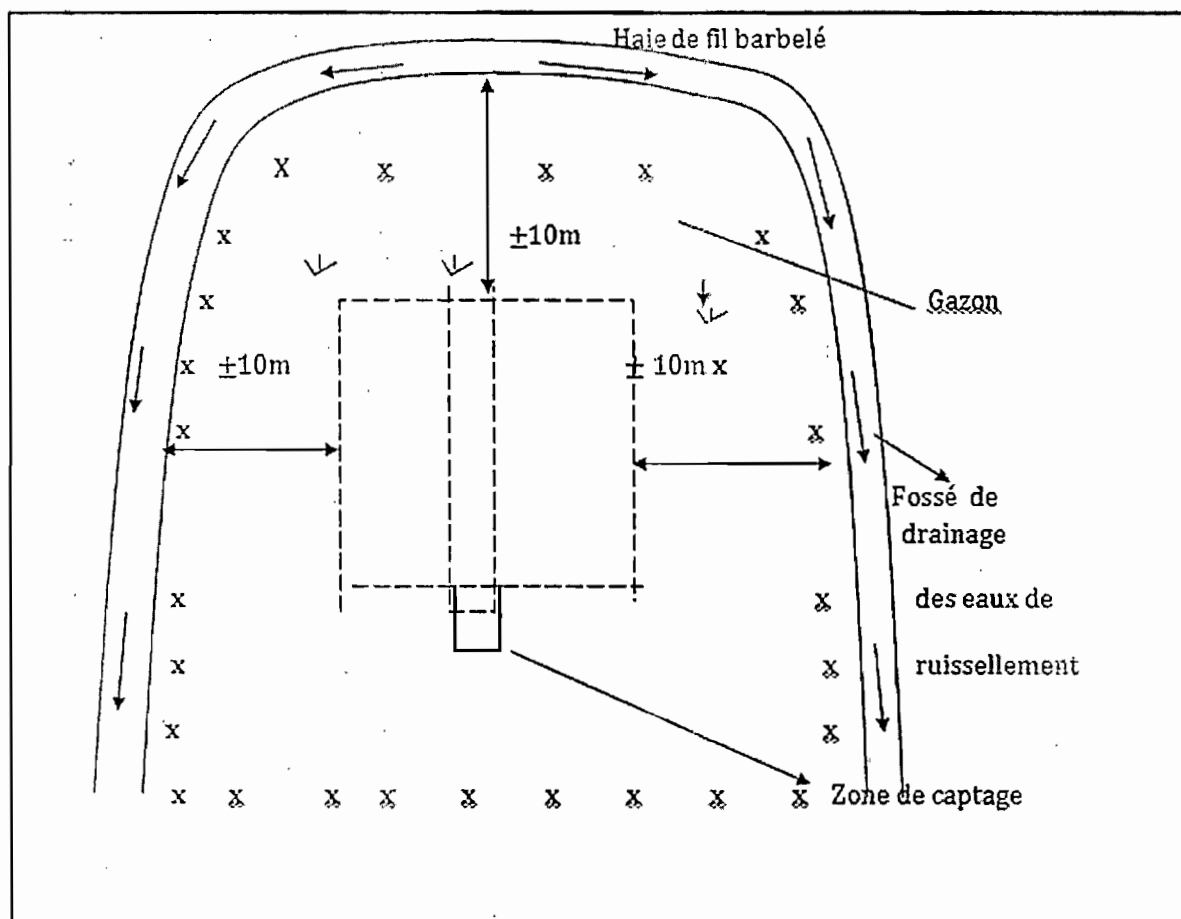 Haie de fil barbelé
X x x x
x ±10m x
x x Gazon
x ±10m ± 10m x
x x
Fossé de
drainage
x x des eaux de
x x ruissellement
x x
x x x x x x x x x Zone de captage